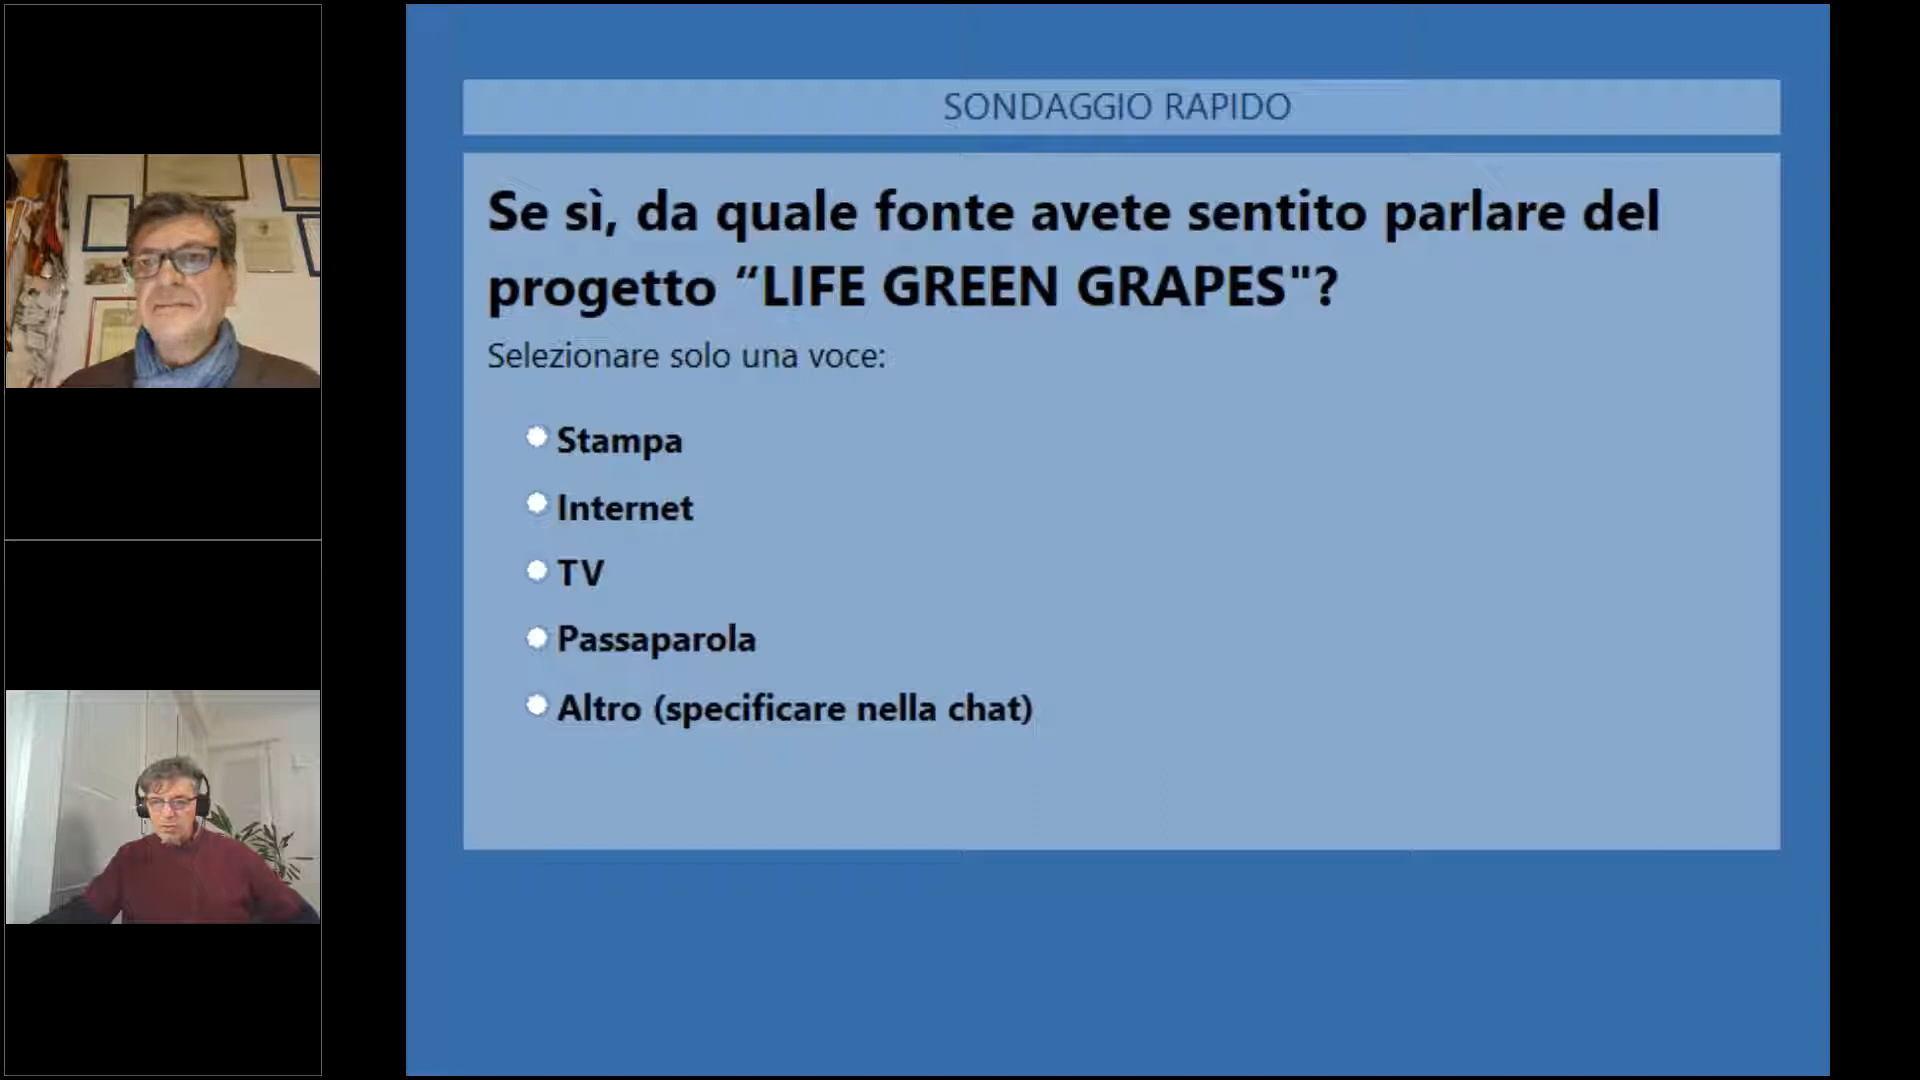 SONDAGGIO RAPIDO
Se sì, da quale fonte avete sentito parlare del
progetto “LIFE GREEN GRAPES"?
Selezionare solo una voce:
Stampa
Internet
TV
Passaparola
Altro (specificare nella chat)